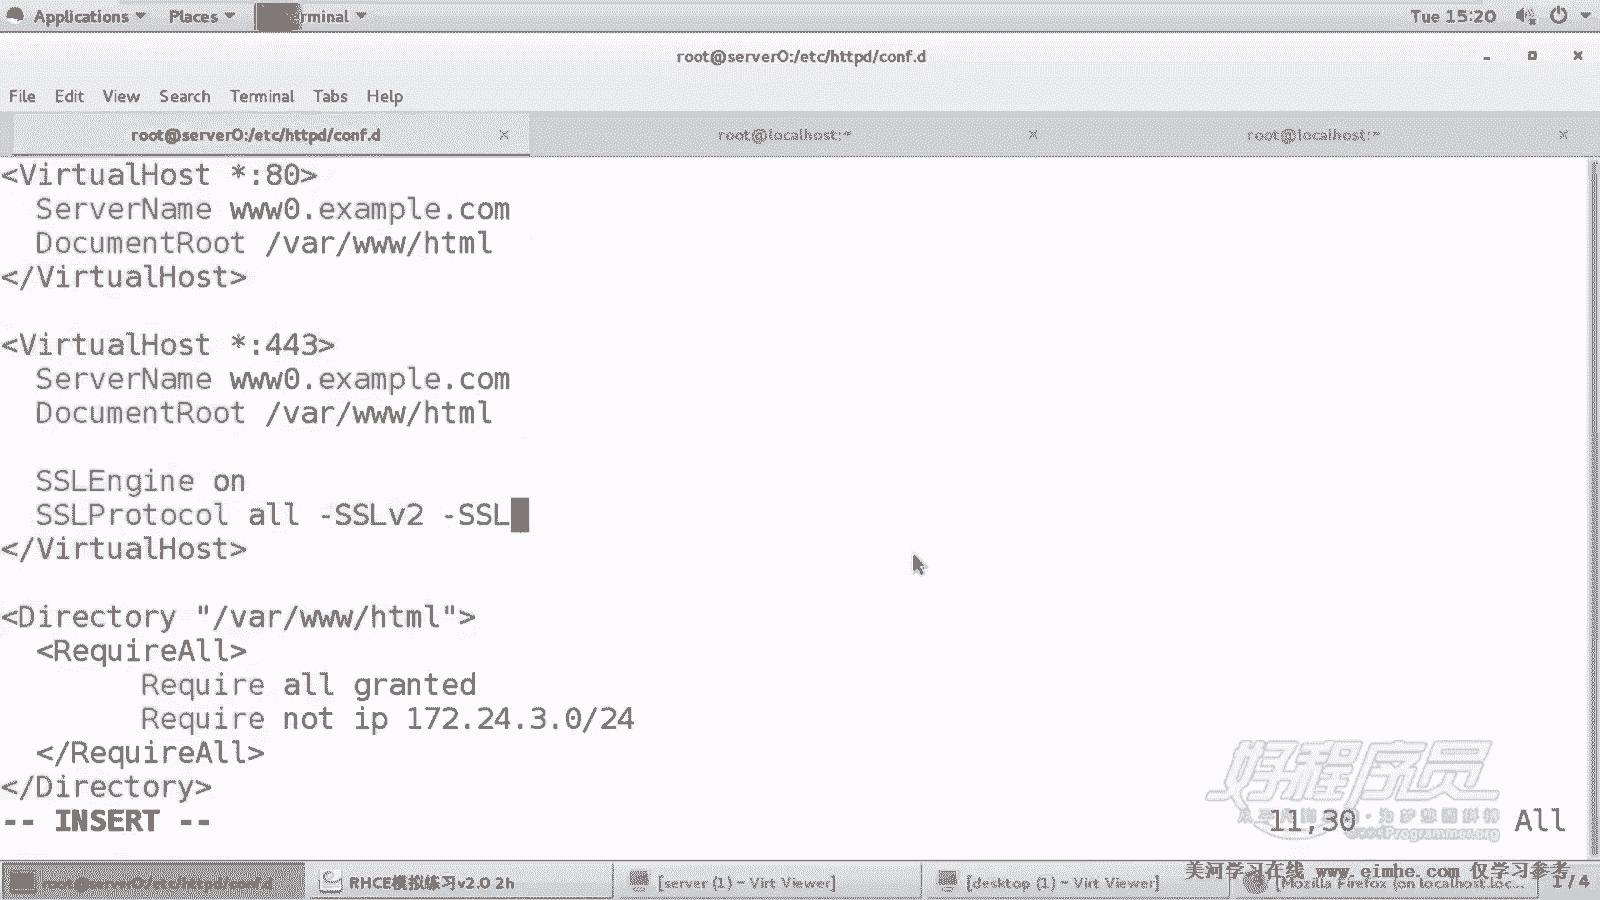 Applications Places Tue 15:20
root@server0:/etc/httpd/conf.d
File Edit View Search Terminal Tabs Help
root@server0:/etc/httpd/conf.d root@localhost:~ root@localhost:~
<VirtualHost *:80>
ServerName www0.example.com
DocumentRoot /var/www/html
</VirtualHost>
<VirtualHost *:443>
ServerName www0.example.com
DocumentRoot /var/www/html
SSLEngine on
SSLProtocol all -SSLv2 -SSL
</VirtualHost>
<Directory "/var/www/html">
<RequireAll>
Require all granted
Require not ip 172.24.3.0/24
</RequireAll>
</Directory>
-- INSERT -- 11,30 All
好程序员
美河学习在线 www.eimhe.com 仅学习参考
root@server0:/etc/httpd/conf.d RHCE模拟练习v2.0 2h [server (1) - Virt Viewer] [desktop (1) - Virt Viewer] [Mozilla Firefox (on localhost.loc... 1/4